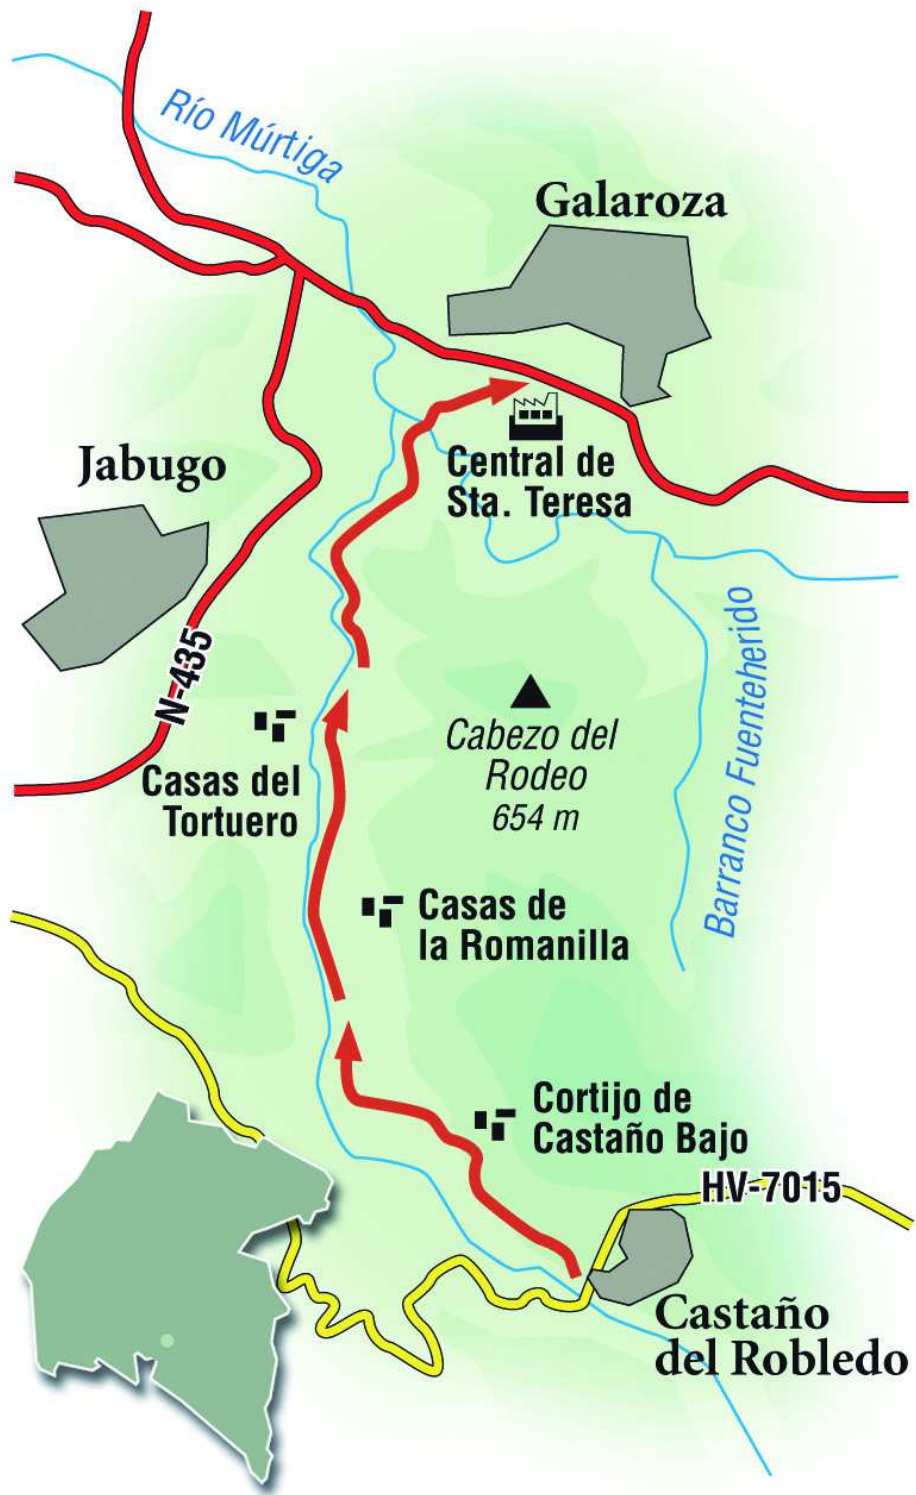 Río Múrtiga
Galaroza
Jabugo
Central de
Sta. Teresa
N-435
Barranco Fuenteherido
Cabezo del
Rodeo
654 m
Casas del
Tortuero
Casas de
la Romanilla
Cortijo de
Castaño Bajo
HV-7015
Castaño
del Robledo